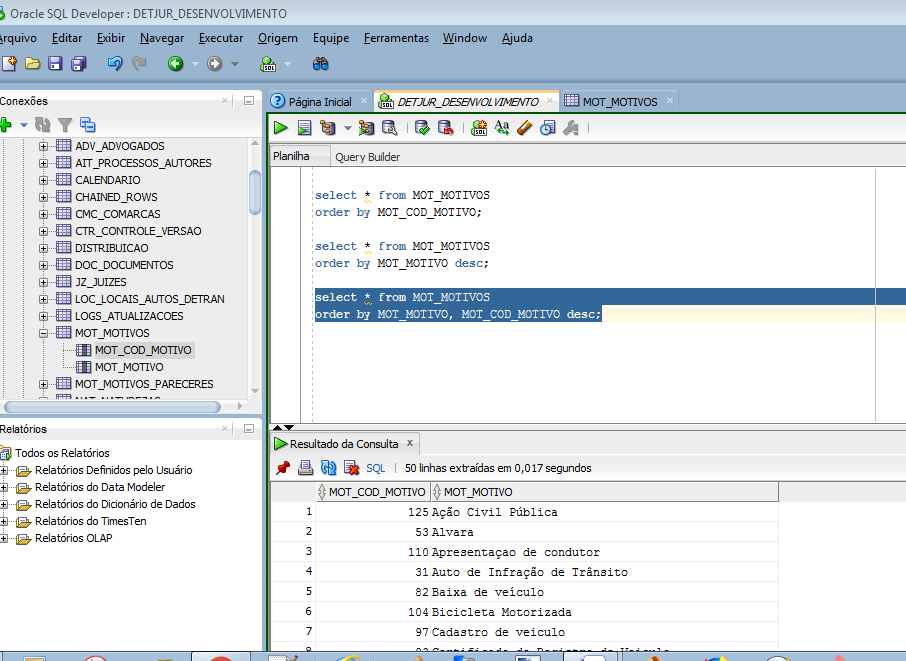 Oracle SQL Developer : DETJUR_DESENVOLVIMENTO
Arquivo Editar Exibir Navegar Executar Origem Equipe Ferramentas Window Ajuda
Conexões
ADV_ADVOGADOS
AIT_PROCESSOS_AUTORES
CALENDARIO
CHAINED_ROWS
CMC_COMARCAS
CTR_CONTROLE_VERSAO
DISTRIBUICAO
DOC_DOCUMENTOS
JZ_JUIZES
LOC_LOCAIS_AUTOS_DETRAN
LOGS_ATUALIZACOES
MOT_MOTIVOS
MOT_COD_MOTIVO
MOT_MOTIVO
MOT_MOTIVOS_PARECERES
Relatórios
Todos os Relatórios
Relatórios Definidos pelo Usuário
Relatórios do Data Modeler
Relatórios do Dicionário de Dados
Relatórios do TimesTen
Relatórios OLAP
Página Inicial DETJUR_DESENVOLVIMENTO MOT_MOTIVOS
Planilha Query Builder
select * from MOT_MOTIVOS
order by MOT_COD_MOTIVO;
select * from MOT_MOTIVOS
order by MOT_MOTIVO desc;
select * from MOT_MOTIVOS
order by MOT_MOTIVO, MOT_COD_MOTIVO desc;
Resultado da Consulta x
SQL | 50 linhas extraídas em 0,017 segundos
MOT_COD_MOTIVO MOT_MOTIVO
1 125 Ação Civil Pública
2 53 Alvara
3 110 Apresentaçao de condutor
4 31 Auto de Infração de Trânsito
5 82 Baixa de veículo
6 104 Bicicleta Motorizada
7 97 Cadastro de veiculo